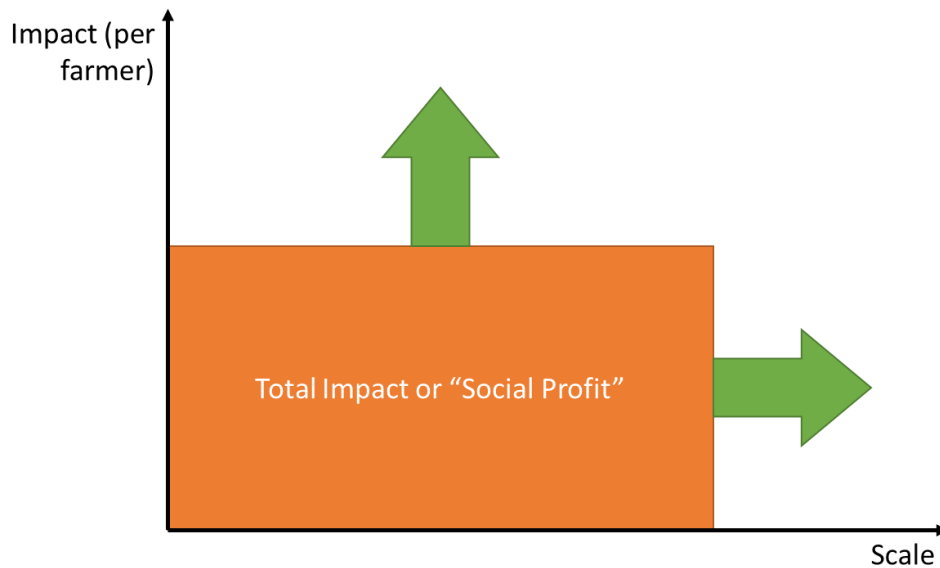 Impact (per
farmer)
Total Impact or “Social Profit”
Scale